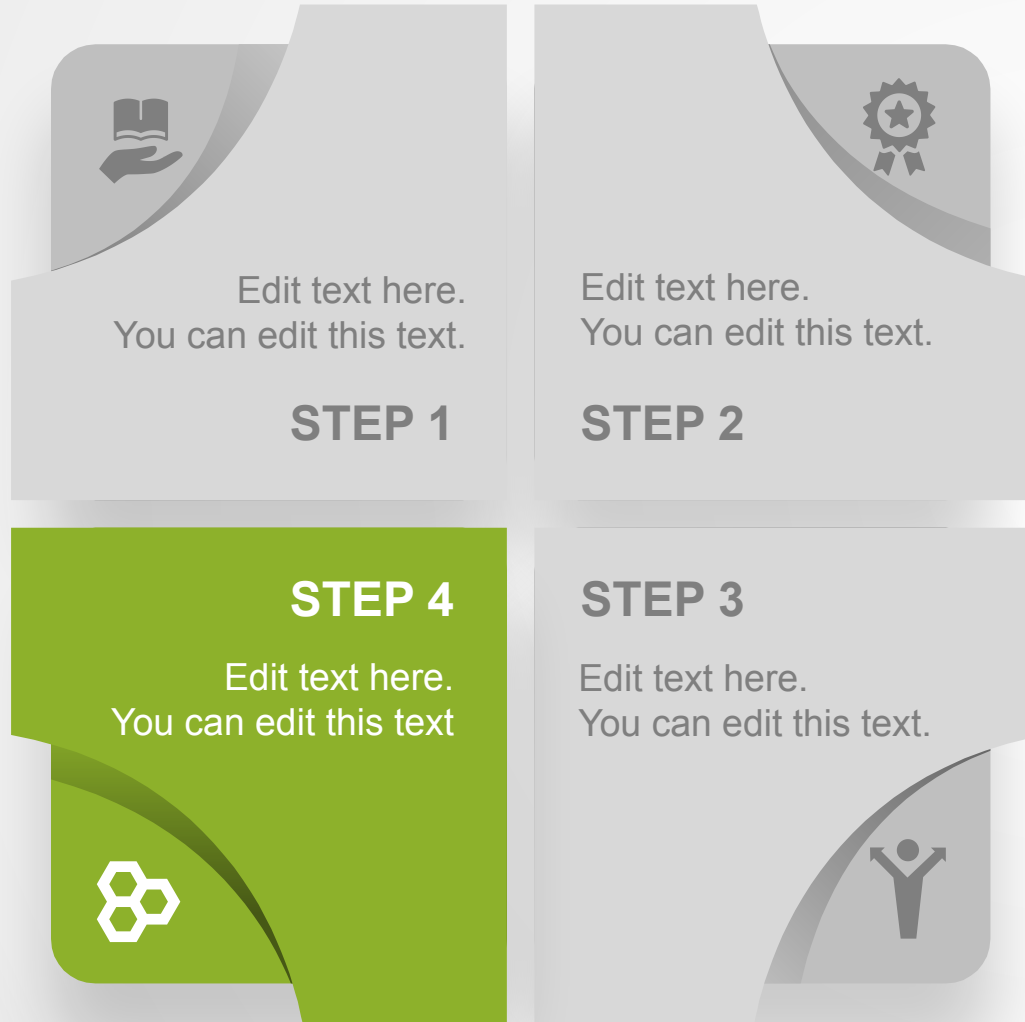 Edit text here.
You can edit this text.
STEP 1
Edit text here.
You can edit this text.
STEP 2
STEP 3
Edit text here.
You can edit this text.
STEP 4
Edit text here.
You can edit this text